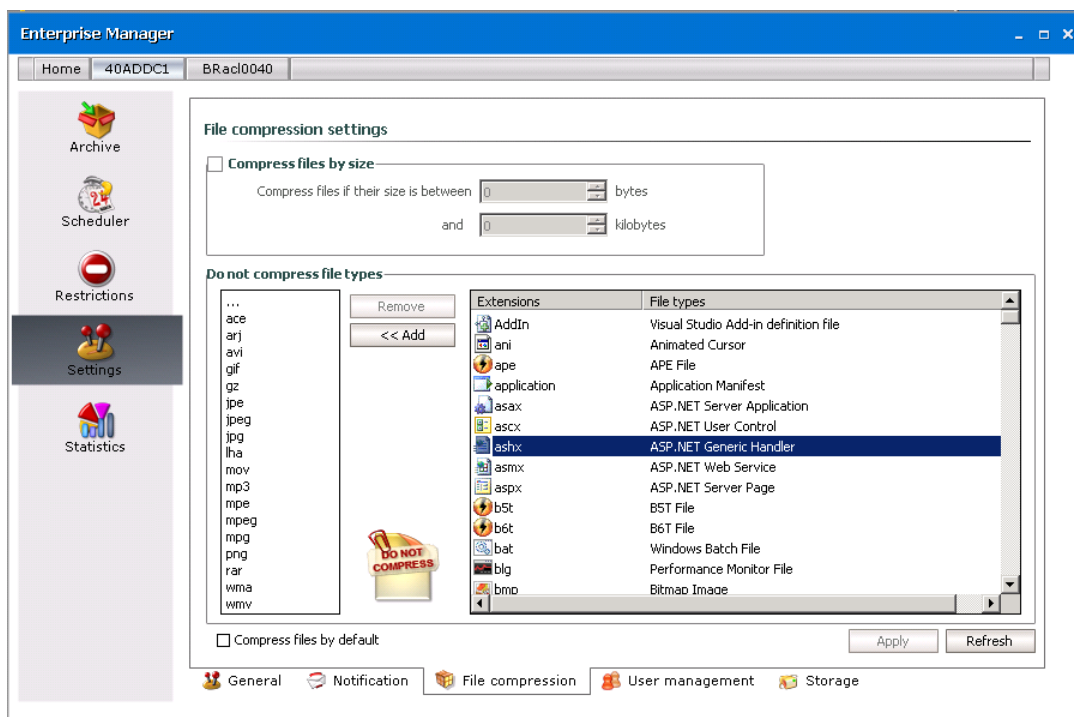 Enterprise Manager
Home 40ADDC1 BRacl0040
Archive
Scheduler
Restrictions
Settings
Statistics
File compression settings
Compress files by size
Compress files if their size is between 0 bytes
and 0 kilobytes
Do not compress file types
...
ace
arj
avi
gif
gz
jpe
jpeg
jpg
lha
mov
mp3
mpe
mpeg
mpg
png
rar
wma
wmv
Remove
<< Add
DO NOT
COMPRESS
Extensions File types
AddIn Visual Studio Add-in definition file
ani Animated Cursor
ape APE File
application Application Manifest
asax ASP.NET Server Application
ascx ASP.NET User Control
ashx ASP.NET Generic Handler
asmx ASP.NET Web Service
aspx ASP.NET Server Page
b5t B5T File
b6t B6T File
bat Windows Batch File
blg Performance Monitor File
bmp Bitmap Image
Compress files by default
Apply Refresh
General Notification File compression User management Storage